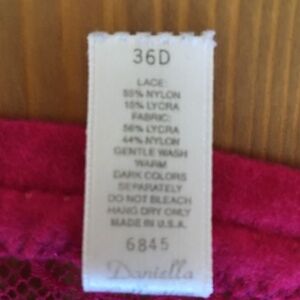 36D
LACE:
85% NYLON
15% LYCRA
FABRIC:
56% LYCRA
44% NYLON
GENTLE WASH
WARM
DARK COLORS
SEPARATELY
DO NOT BLEACH
HANG DRY ONLY
MADE IN U.S.A.
6845
Daniella